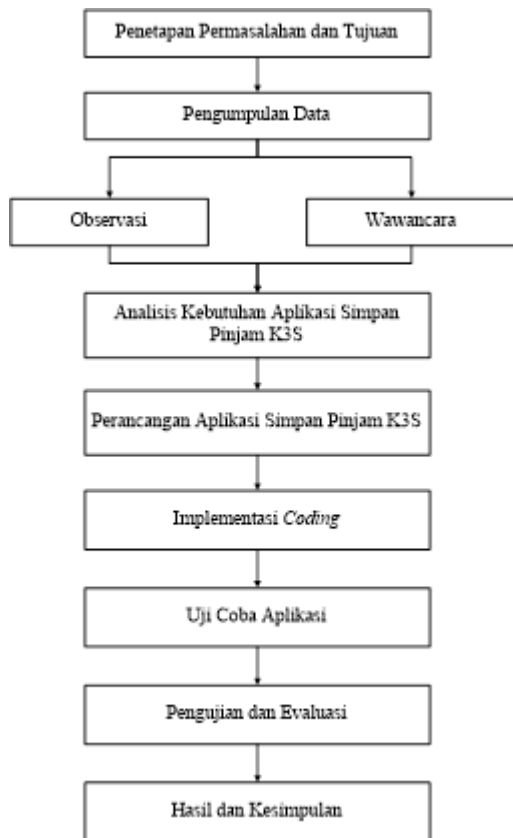 Penetapan Permasalahan dan Tujuan
Pengumpulan Data
Observasi
Wawancara
Analisis Kebutuhan Aplikasi Simpan
Pinjam K3S
Perancangan Aplikasi Simpan Pinjam K3S
Implementasi Coding
Uji Coba Aplikasi
Pengujian dan Evaluasi
Hasil dan Kesimpulan